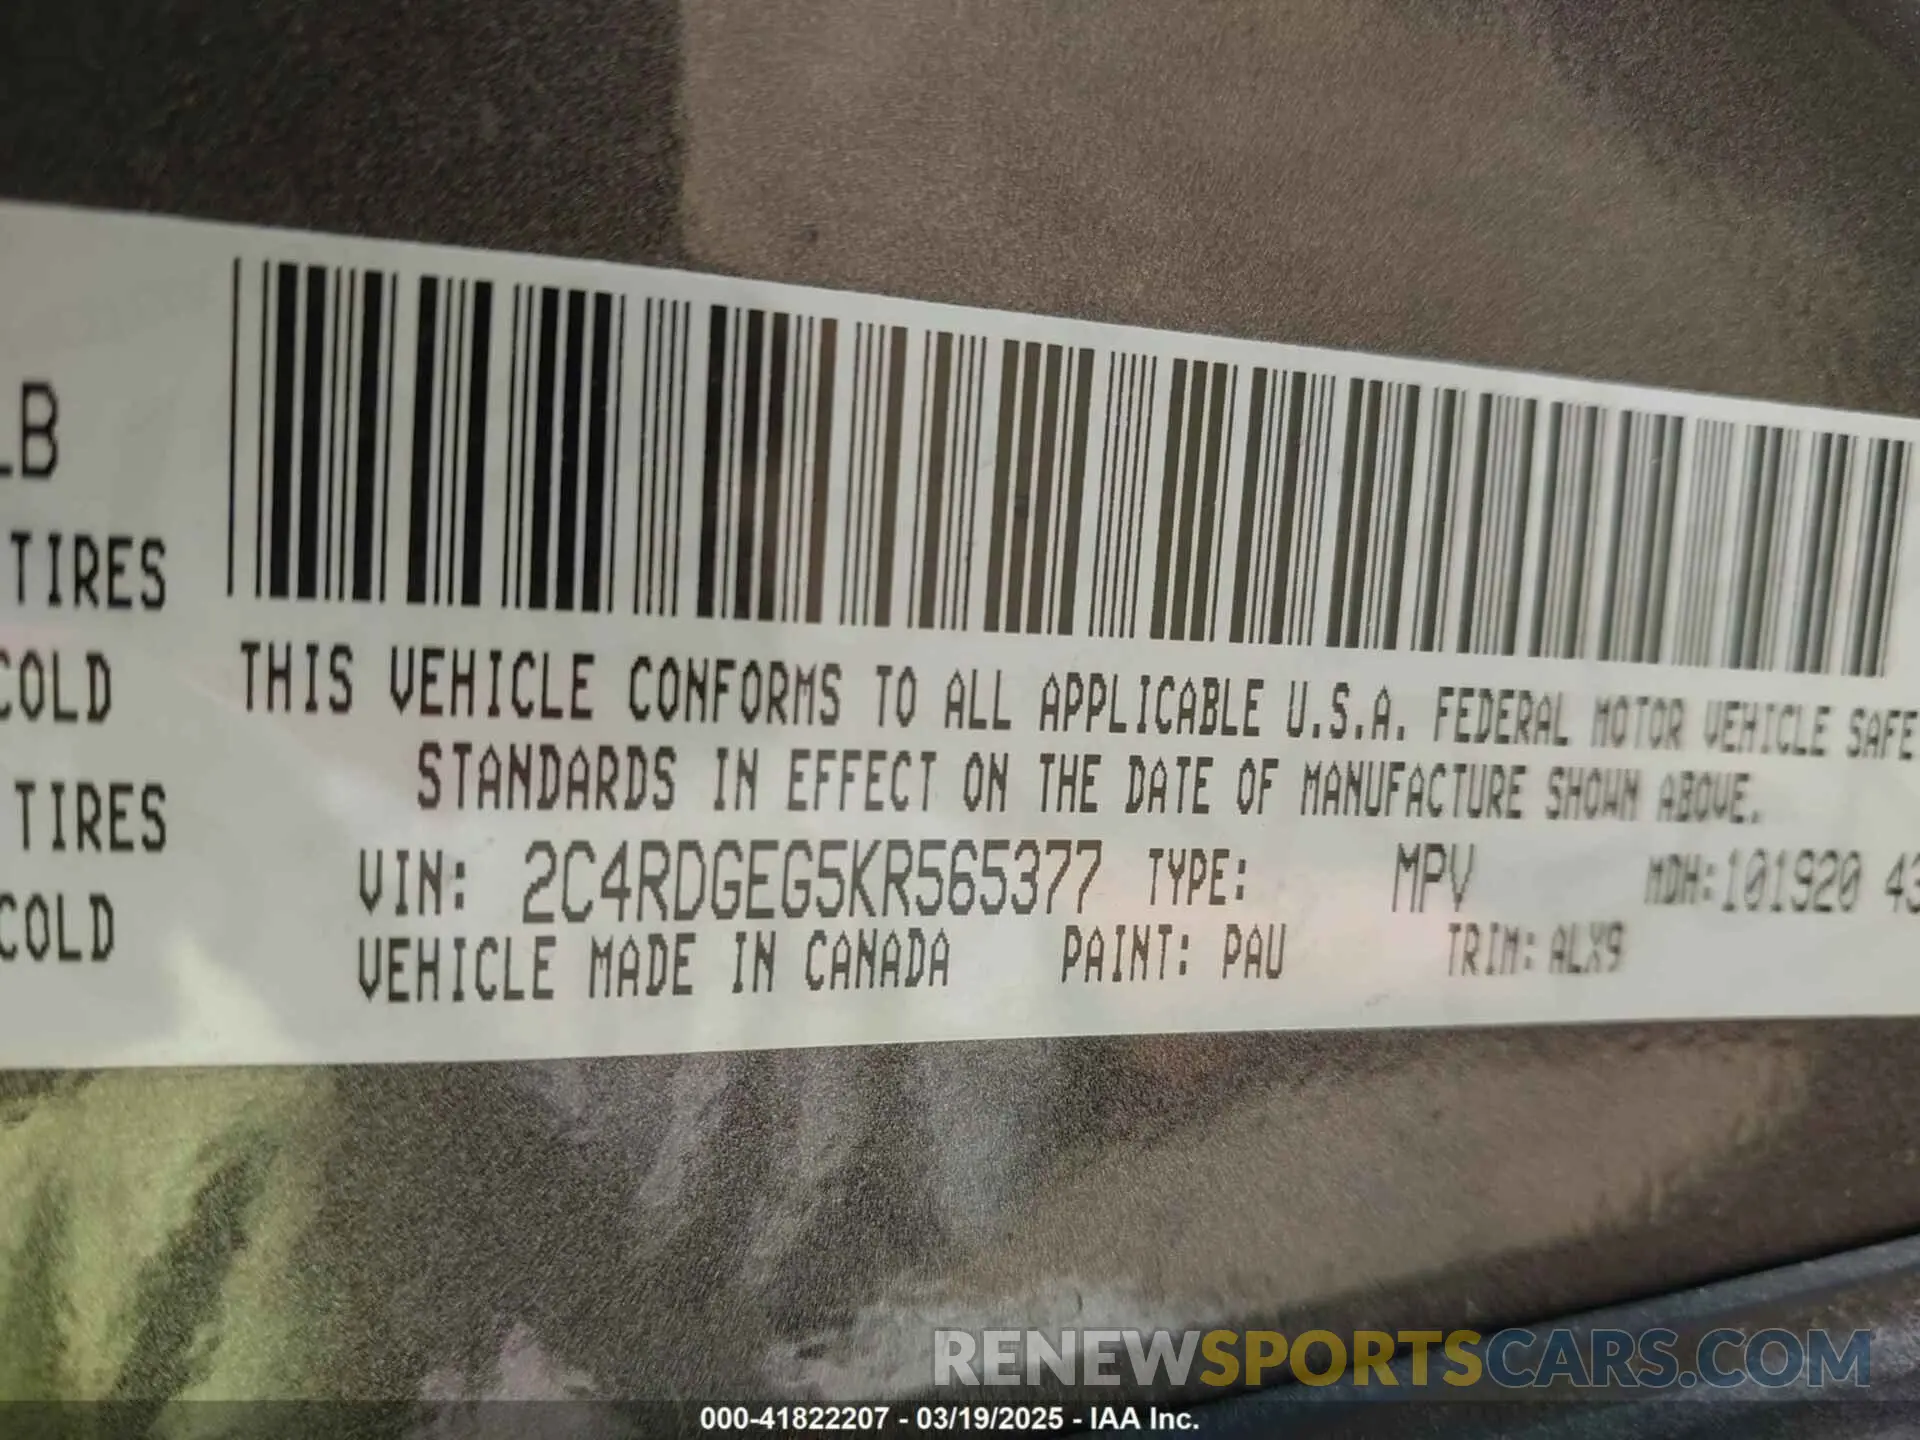 LB
TIRES
COLD
TIRES
COLD
THIS VEHICLE CONFORMS TO ALL APPLICABLE U.S.A. FEDERAL MOTOR VEHICLE SAFE
STANDARDS IN EFFECT ON THE DATE OF MANUFACTURE SHOWN ABOVE.
VIN: 2C4RDGEG5KR565377 TYPE: MPV MDH:101920 43
VEHICLE MADE IN CANADA PAINT: PAU TRIM: ALX9
RENEWSPORTSCARS.COM
000-41822207 - 03/19/2025 - IAA Inc.